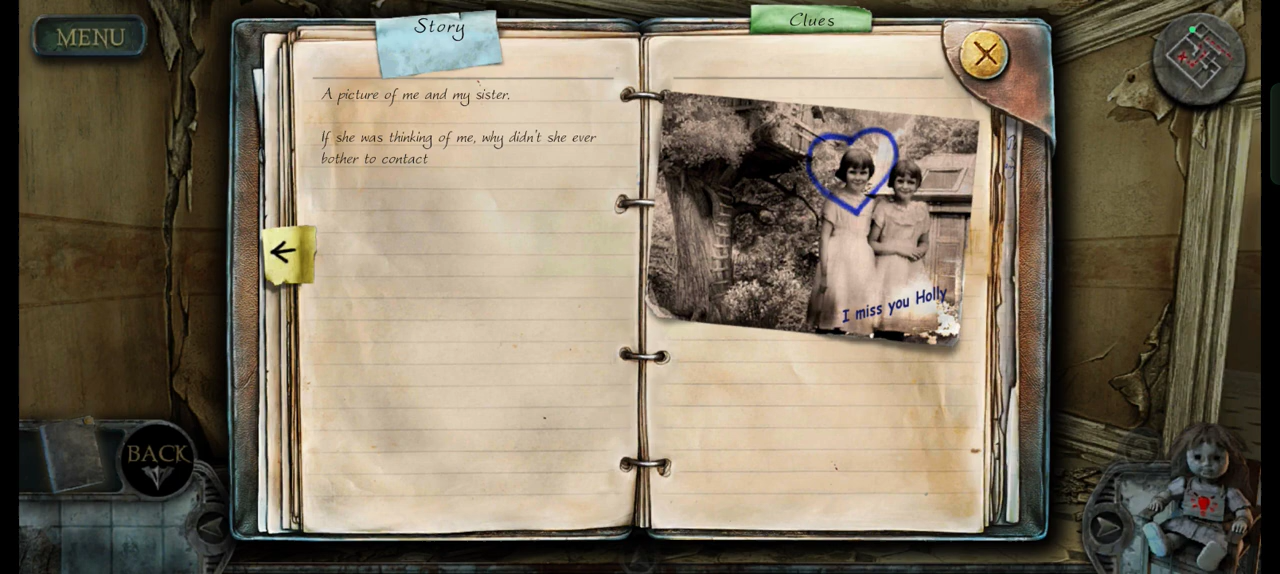 MENU
Story
Clues
A picture of me and my sister.
If she was thinking of me, why didn't she ever
bother to contact
I miss you Holly
BACK